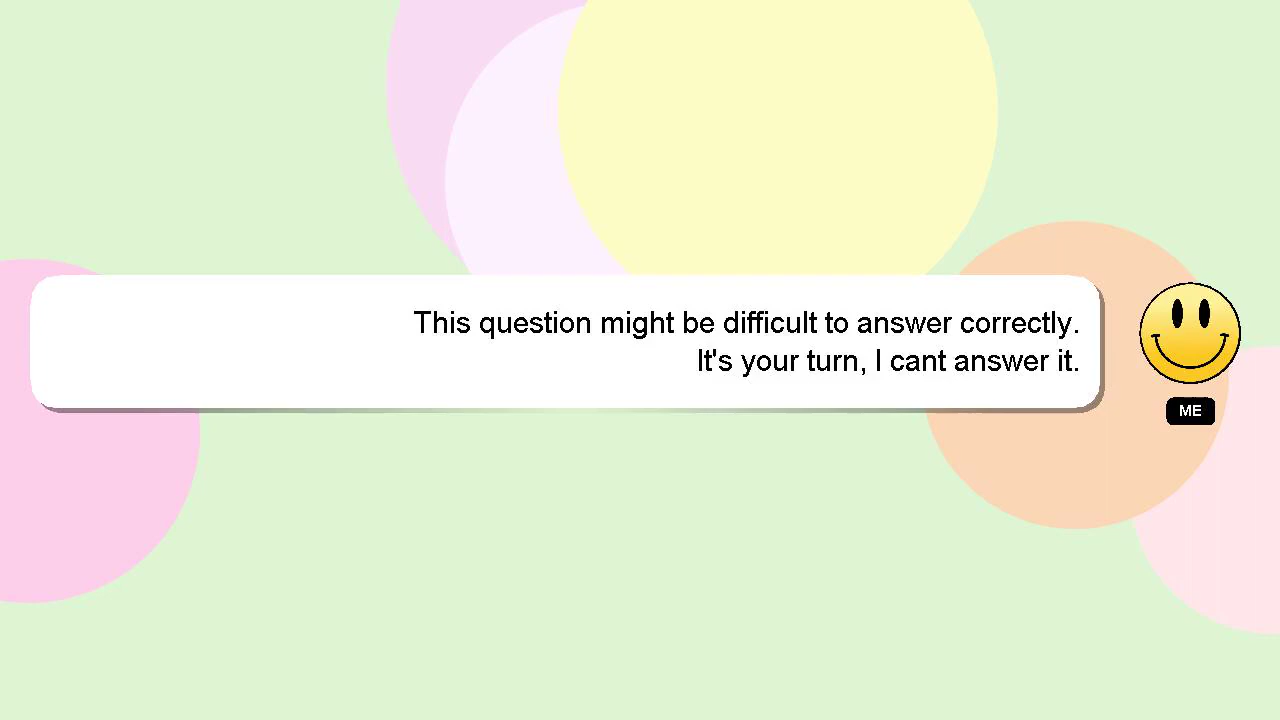 This question might be difficult to answer correctly.
It's your turn, I cant answer it.
ME